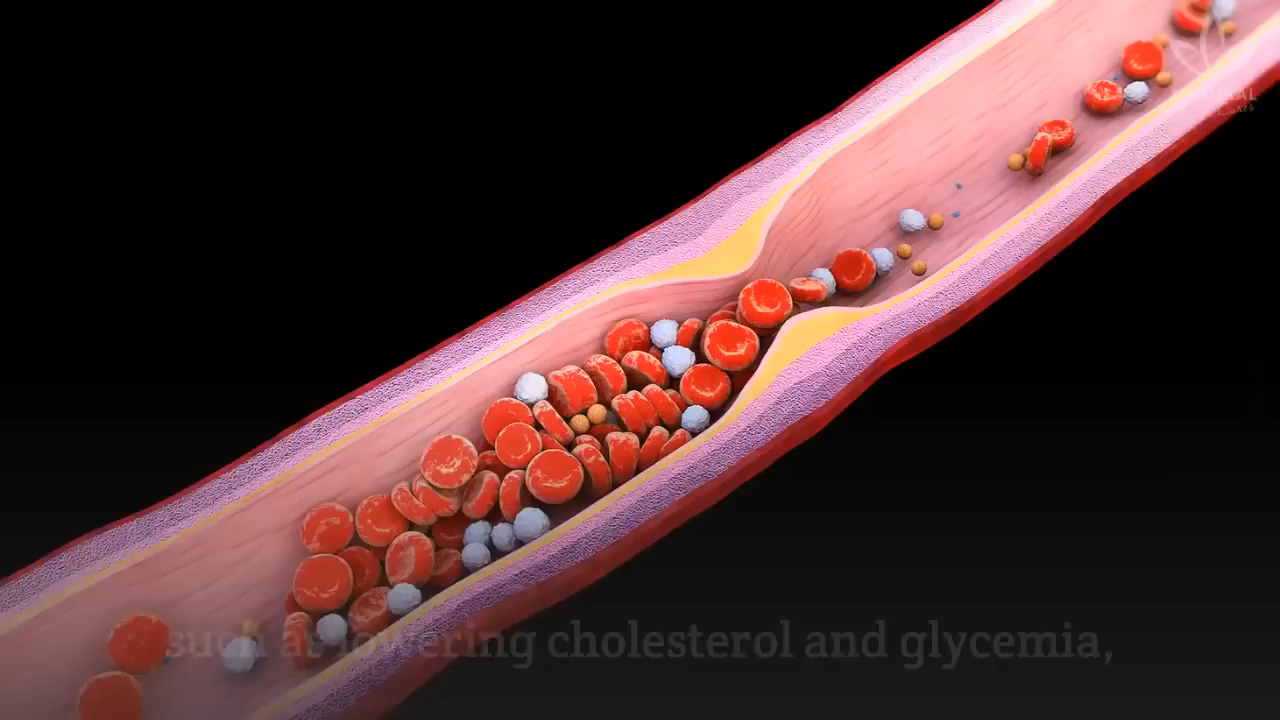 such as lowering cholesterol and glycemia,